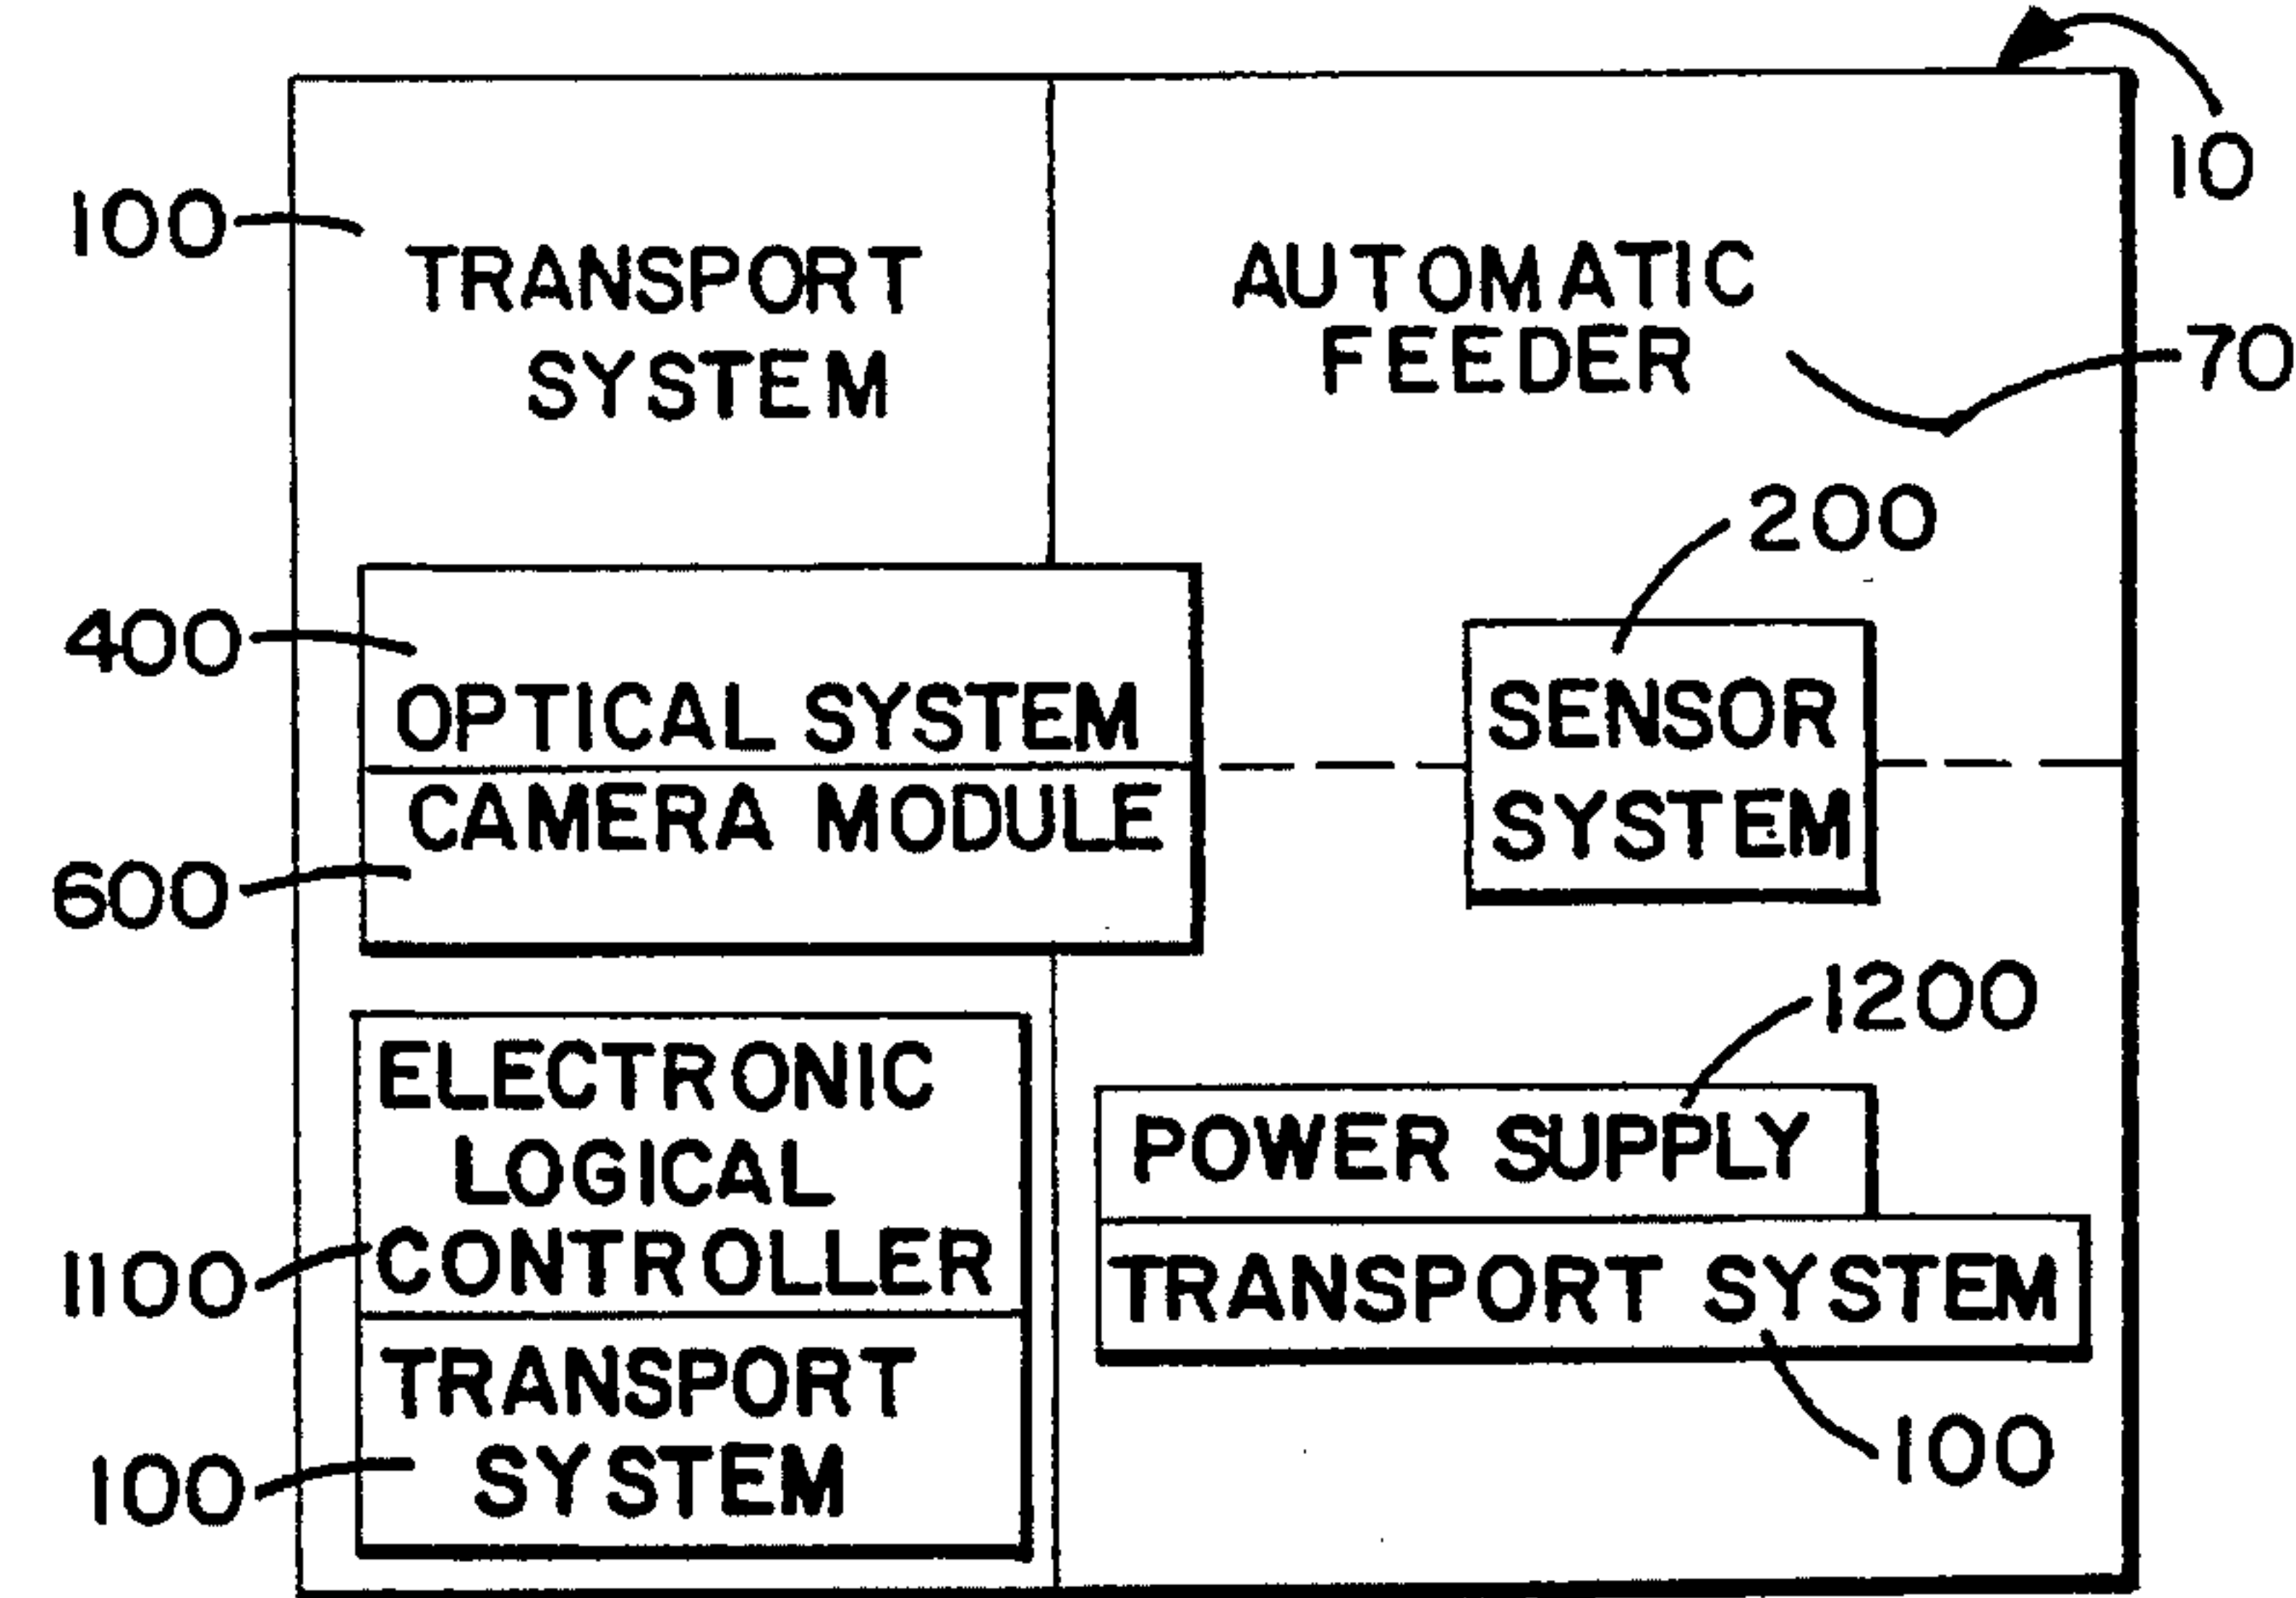 10
100
TRANSPORT
SYSTEM
AUTOMATIC
FEEDER
70
200
400
OPTICAL SYSTEM
SENSOR
SYSTEM
CAMERA MODULE
600
1200
ELECTRONIC
LOGICAL
CONTROLLER
1100
POWER SUPPLY
TRANSPORT SYSTEM
TRANSPORT
SYSTEM
100
100